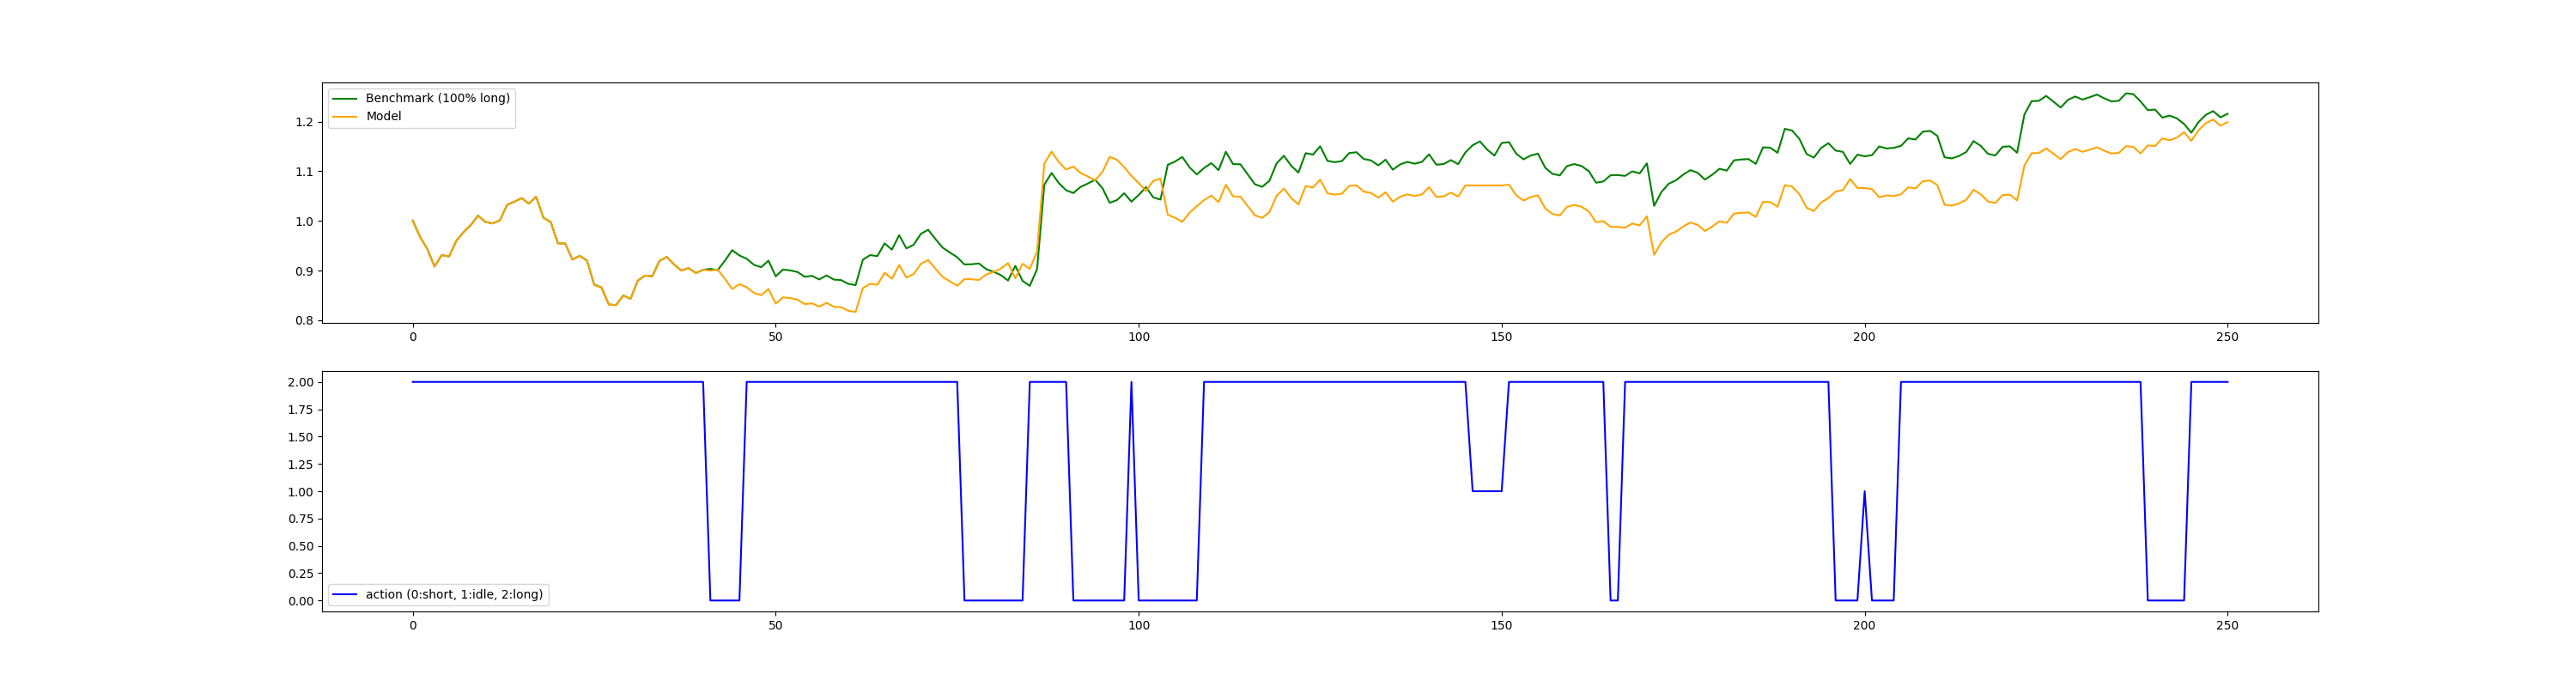 Benchmark (100% long)
Model
1.2
1.1
1.0
0.9
0.8
0 50 100 150 200 250
2.00
1.75
1.50
1.25
1.00
0.75
0.50
0.25
0.00
action (0:short, 1:idle, 2:long)
0 50 100 150 200 250